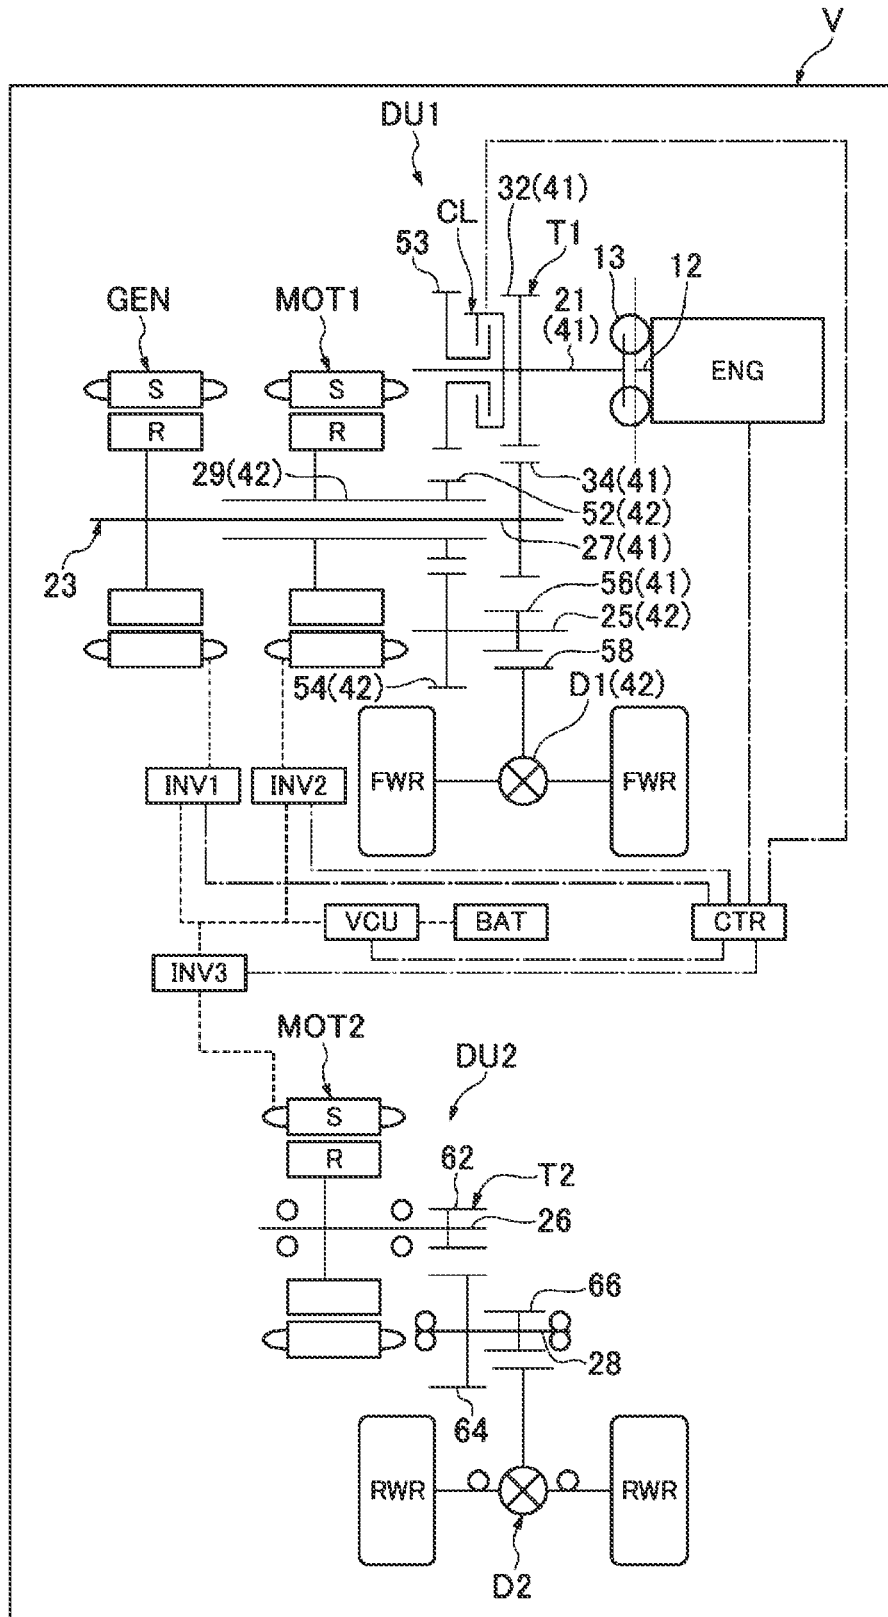 V
DU1
32(41)
CL
T1
53
13
12
21
(41)
GEN
MOT1
ENG
S
S
R
R
29(42)
34(41)
52(42)
27(41)
23
56(41)
25(42)
58
54(42)
D1(42)
FWR
FWR
INV1
INV2
VCU
BAT
CTR
INV3
MOT2
DU2
S
R
62
T2
26
66
28
64
RWR
RWR
D2